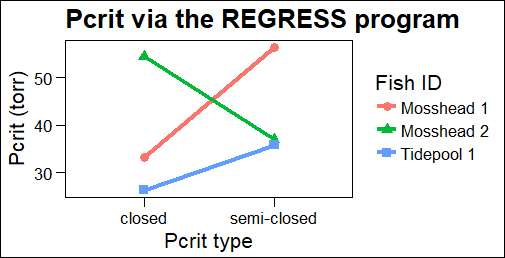 Pcrit via the REGRESS program
Pcrit (torr)
50
40
30
closed semi-closed
Pcrit type
Fish ID
Mosshead 1
Mosshead 2
Tidepool 1